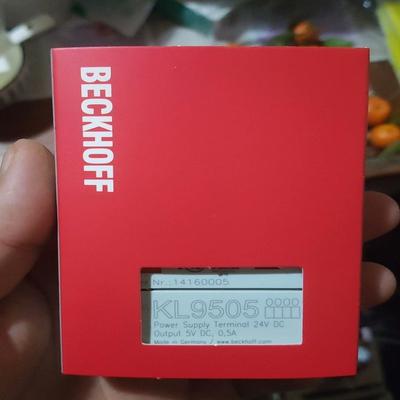 BECKHOFF
Nr.:14160005
KL9505
Power Supply Terminal 24V DC
Output 5V DC, 0,5A
Made in Germany / www.beckhoff.com